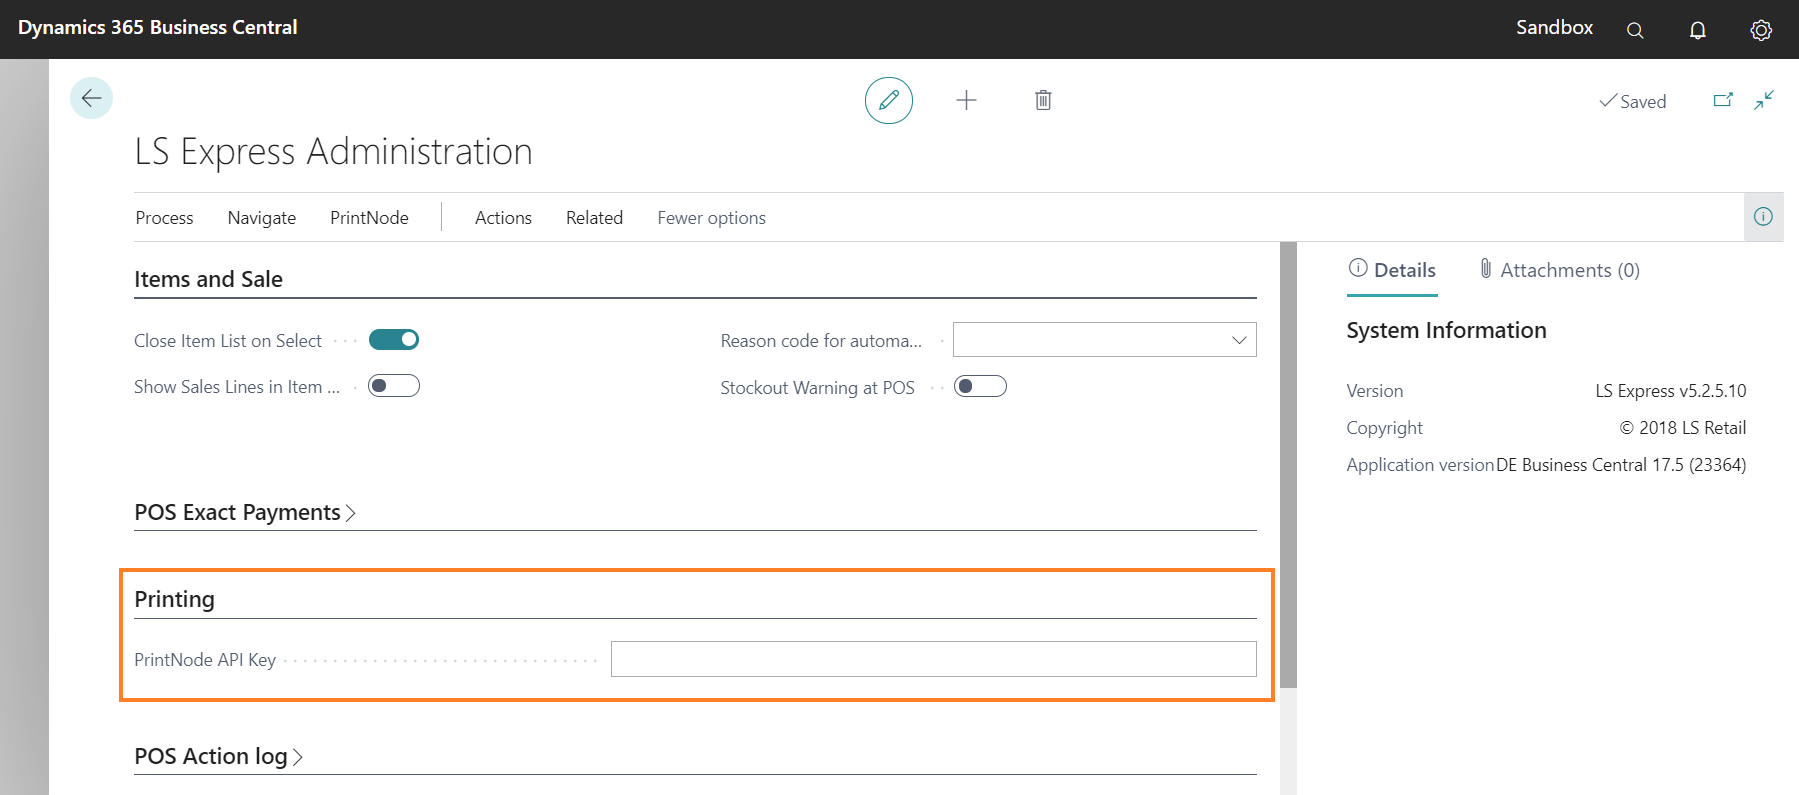 Dynamics 365 Business Central
Sandbox
Saved
LS Express Administration
Process Navigate PrintNode Actions Related Fewer options
Items and Sale
Close Item List on Select
Reason code for automa...
Show Sales Lines in Item ...
Stockout Warning at POS
POS Exact Payments
Printing
PrintNode API Key
POS Action log
Details Attachments (0)
System Information
Version LS Express v5.2.5.10
Copyright © 2018 LS Retail
Application version DE Business Central 17.5 (23364)